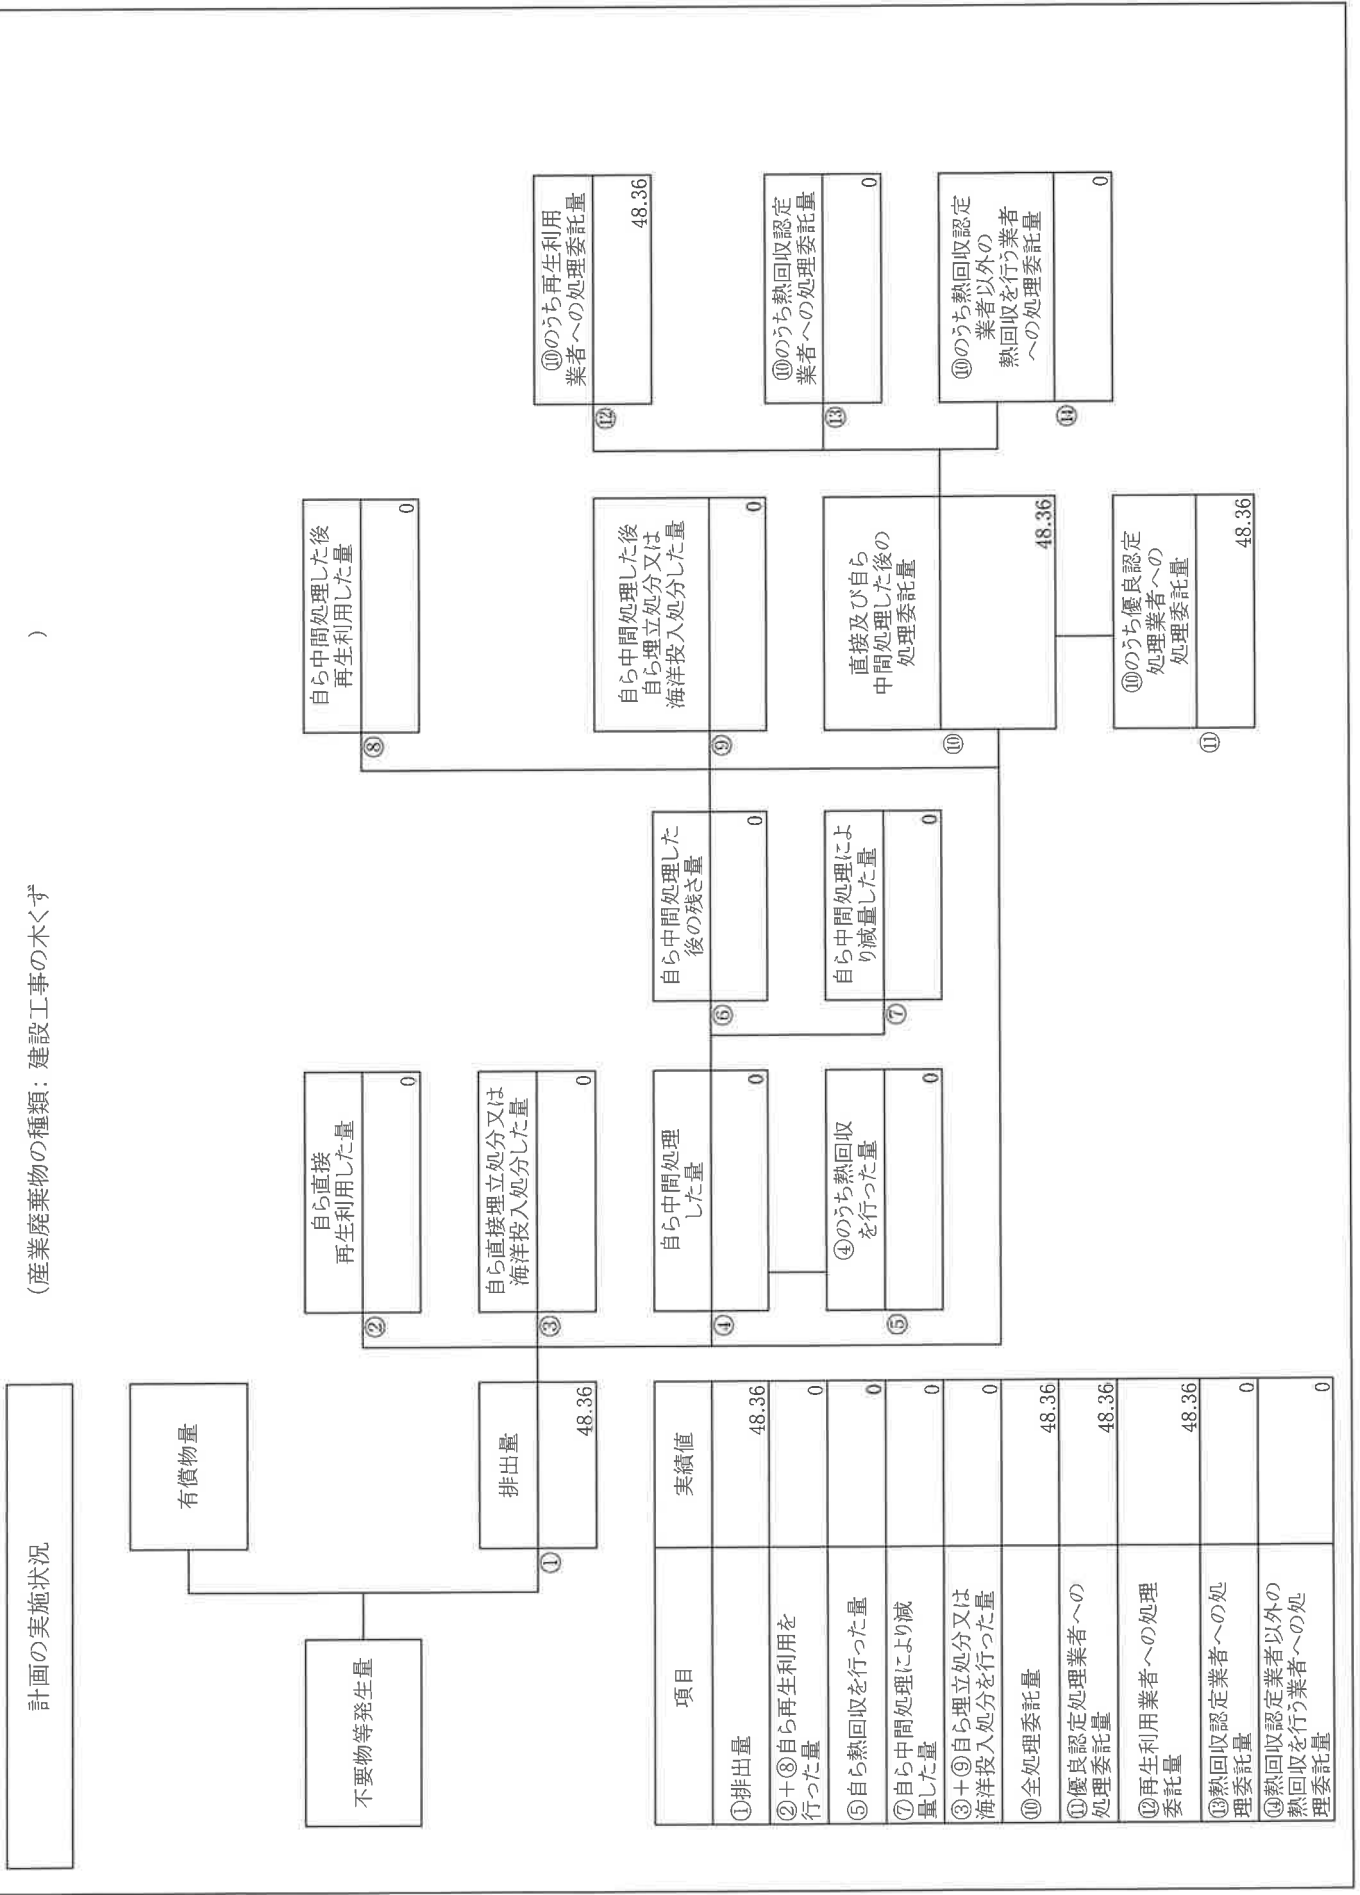 計画の実施状況
(産業廃棄物の種類: 建設工事の木くず
)
不要物等発生量
有償物量
①
排出量
48.36
②
自ら直接
再生利用した量
0
③
自ら直接埋立処分又は
海洋投入処分した量
0
④
自ら中間処理
した量
0
⑤
④のうち熱回収
を行った量
0
⑥
自ら中間処理した
後の残さ量
0
⑦
自ら中間処理によ
り減量した量
0
⑧
自ら中間処理した後
再生利用した量
0
⑨
自ら中間処理した後
自ら埋立処分又は
海洋投入処分した量
0
⑩
直接及び自ら
中間処理した後の
処理委託量
48.36
⑪
⑩のうち優良認定
処理業者への
処理委託量
48.36
⑫
⑩のうち再生利用
業者への処理委託量
48.36
⑬
⑩のうち熱回収認定
業者への処理委託量
0
⑭
⑩のうち熱回収認定
業者以外の
熱回収を行う業者
への処理委託量
0
項目
実績値
①排出量
48.36
②+⑧自ら再生利用を
行った量
0
⑤自ら熱回収を行った量
0
⑦自ら中間処理により減
量した量
0
③+⑨自ら埋立処分又は
海洋投入処分を行った量
0
⑩全処理委託量
48.36
⑪優良認定処理業者への
処理委託量
48.36
⑫再生利用業者への処理
委託量
48.36
⑬熱回収認定業者への処
理委託量
0
⑭熱回収認定業者以外の
熱回収を行う業者への処
理委託量
0